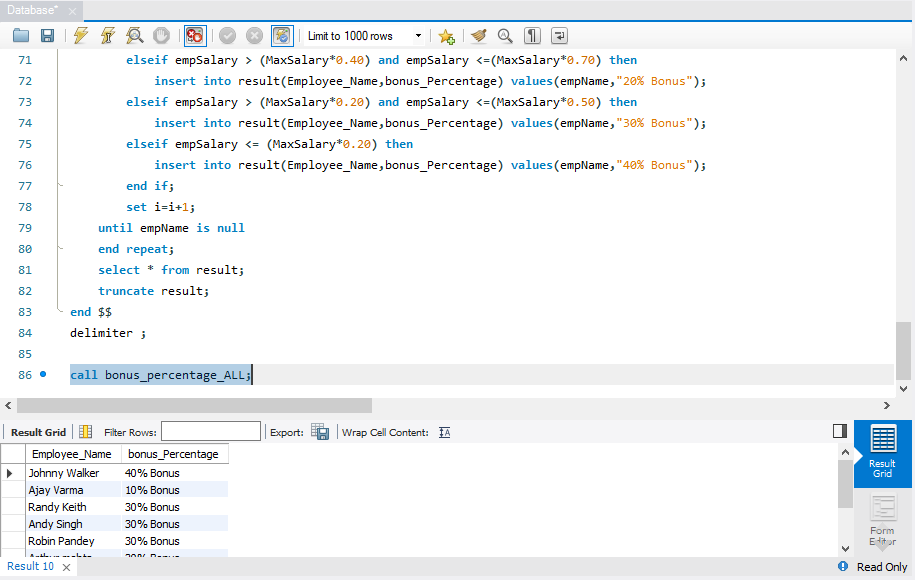 Database*
Limit to 1000 rows
71 elseif empSalary > (MaxSalary*0.40) and empSalary <=(MaxSalary*0.70) then
72 insert into result(Employee_Name,bonus_Percentage) values(empName,"20% Bonus");
73 elseif empSalary > (MaxSalary*0.20) and empSalary <=(MaxSalary*0.50) then
74 insert into result(Employee_Name,bonus_Percentage) values(empName,"30% Bonus");
75 elseif empSalary <= (MaxSalary*0.20) then
76 insert into result(Employee_Name,bonus_Percentage) values(empName,"40% Bonus");
77 end if;
78 set i=i+1;
79 until empName is null
80 end repeat;
81 select * from result;
82 truncate result;
83 end $$
84 delimiter ;
85
86 call bonus_percentage_ALL;
Result Grid Filter Rows: Export: Wrap Cell Content: IA
Employee_Name bonus_Percentage
Johnny Walker 40% Bonus
Ajay Varma 10% Bonus
Randy Keith 30% Bonus
Andy Singh 30% Bonus
Robin Pandey 30% Bonus
Result
Grid
Form
Editor
Result 10
Read Only